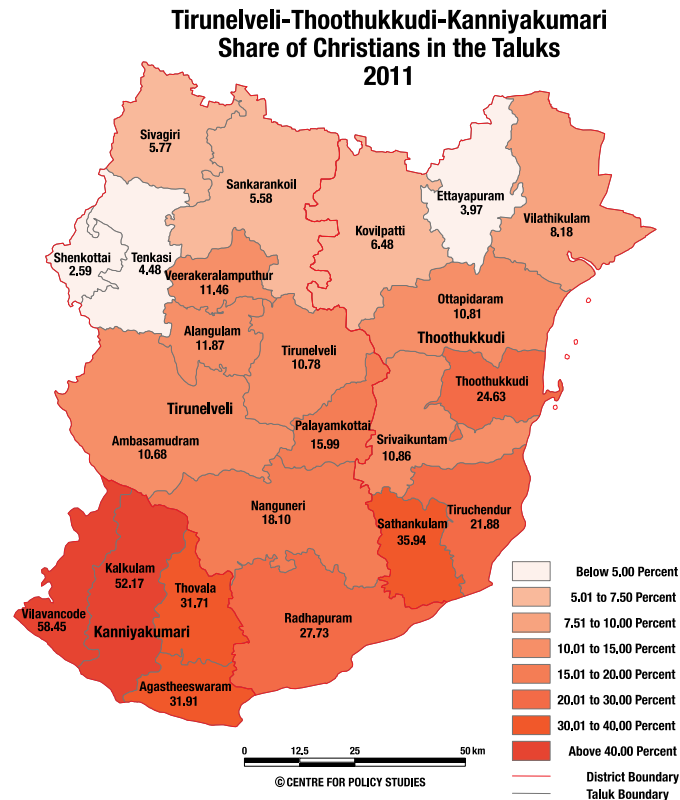 Tirunelveli-Thoothukkudi-Kanniyakumari
Share of Christians in the Taluks
2011
Sivagiri
5.77
Sankarankoil
5.58
Ettayapuram
3.97
Kovilpatti
6.48
Vilathikulam
8.18
Shenkottai
2.59
Tenkasi
4.48
Veerakeralamputhur
11.46
Ottapidaram
10.81
Thoothukkudi
Alangulam
11.87
Tirunelveli
10.78
Thoothukkudi
24.63
Tirunelveli
Palayamkottai
15.99
Ambasamudram
10.68
Srivaikuntam
10.86
Nanguneri
18.10
Sathankulam
35.94
Tiruchendur
21.88
Kalkulam
52.17
Thovala
31.71
Vilavancode
58.45
Kanniyakumari
Radhapuram
27.73
Agastheeswaram
31.91
Below 5.00 Percent
5.01 to 7.50 Percent
7.51 to 10.00 Percent
10.01 to 15.00 Percent
15.01 to 20.00 Percent
20.01 to 30.00 Percent
30.01 to 40.00 Percent
Above 40.00 Percent
District Boundary
Taluk Boundary
0 12.5 25 50 km
© CENTRE FOR POLICY STUDIES